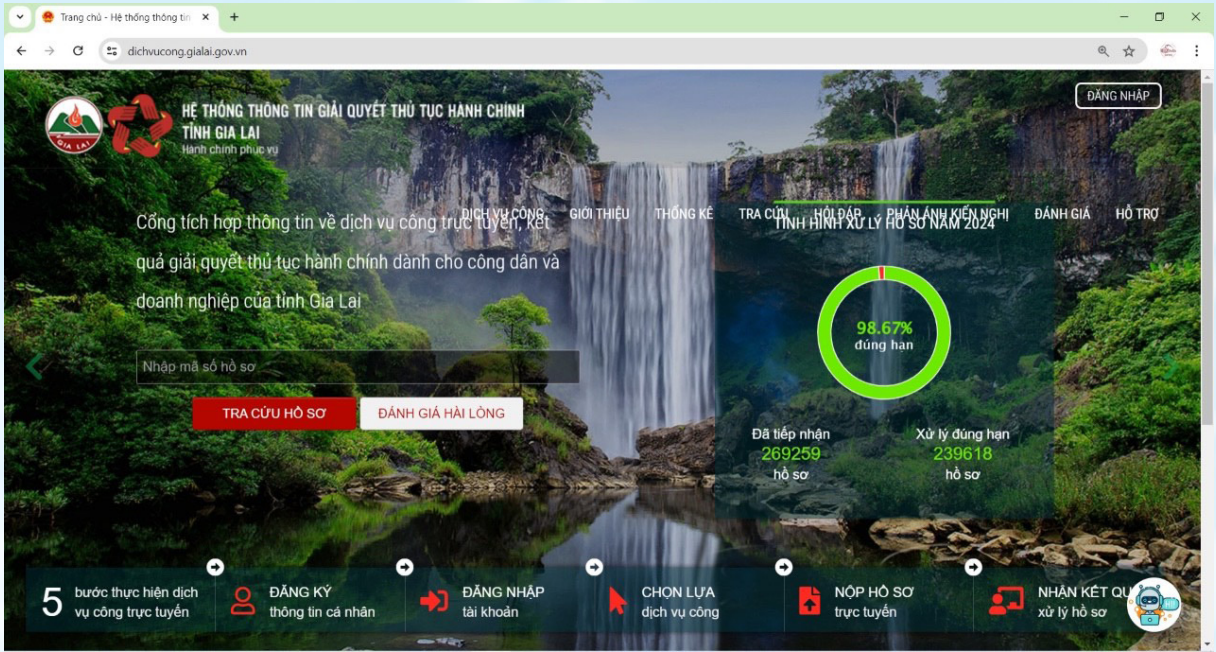 Trang chủ - Hệ thống thông tin
dichvucong.gialai.gov.vn
GIA LAI
HỆ THỐNG THÔNG TIN GIẢI QUYẾT THỦ TỤC HÀNH CHÍNH
TỈNH GIA LAI
Hành chính phục vụ
ĐĂNG NHẬP
DỊCH VỤ CÔNG GIỚI THIỆU THỐNG KÊ TRA CỨU HỎI ĐÁP PHẢN ÁNH KIẾN NGHỊ ĐÁNH GIÁ HỖ TRỢ
Cổng tích hợp thông tin về dịch vụ công trực tuyến, kết
quả giải quyết thủ tục hành chính dành cho công dân và
doanh nghiệp của tỉnh Gia Lai
Nhập mã số hồ sơ
TRA CỨU HỒ SƠ
ĐÁNH GIÁ HÀI LÒNG
TÌNH HÌNH XỬ LÝ HỒ SƠ NĂM 2024
98.67%
đúng hạn
Đã tiếp nhận
269259
hồ sơ
Xử lý đúng hạn
239618
hồ sơ
5 bước thực hiện dịch
vụ công trực tuyến
ĐĂNG KÝ
thông tin cá nhân
ĐĂNG NHẬP
tài khoản
CHỌN LỰA
dịch vụ công
NỘP HỒ SƠ
trực tuyến
NHẬN KẾT QU
xử lý hồ sơ